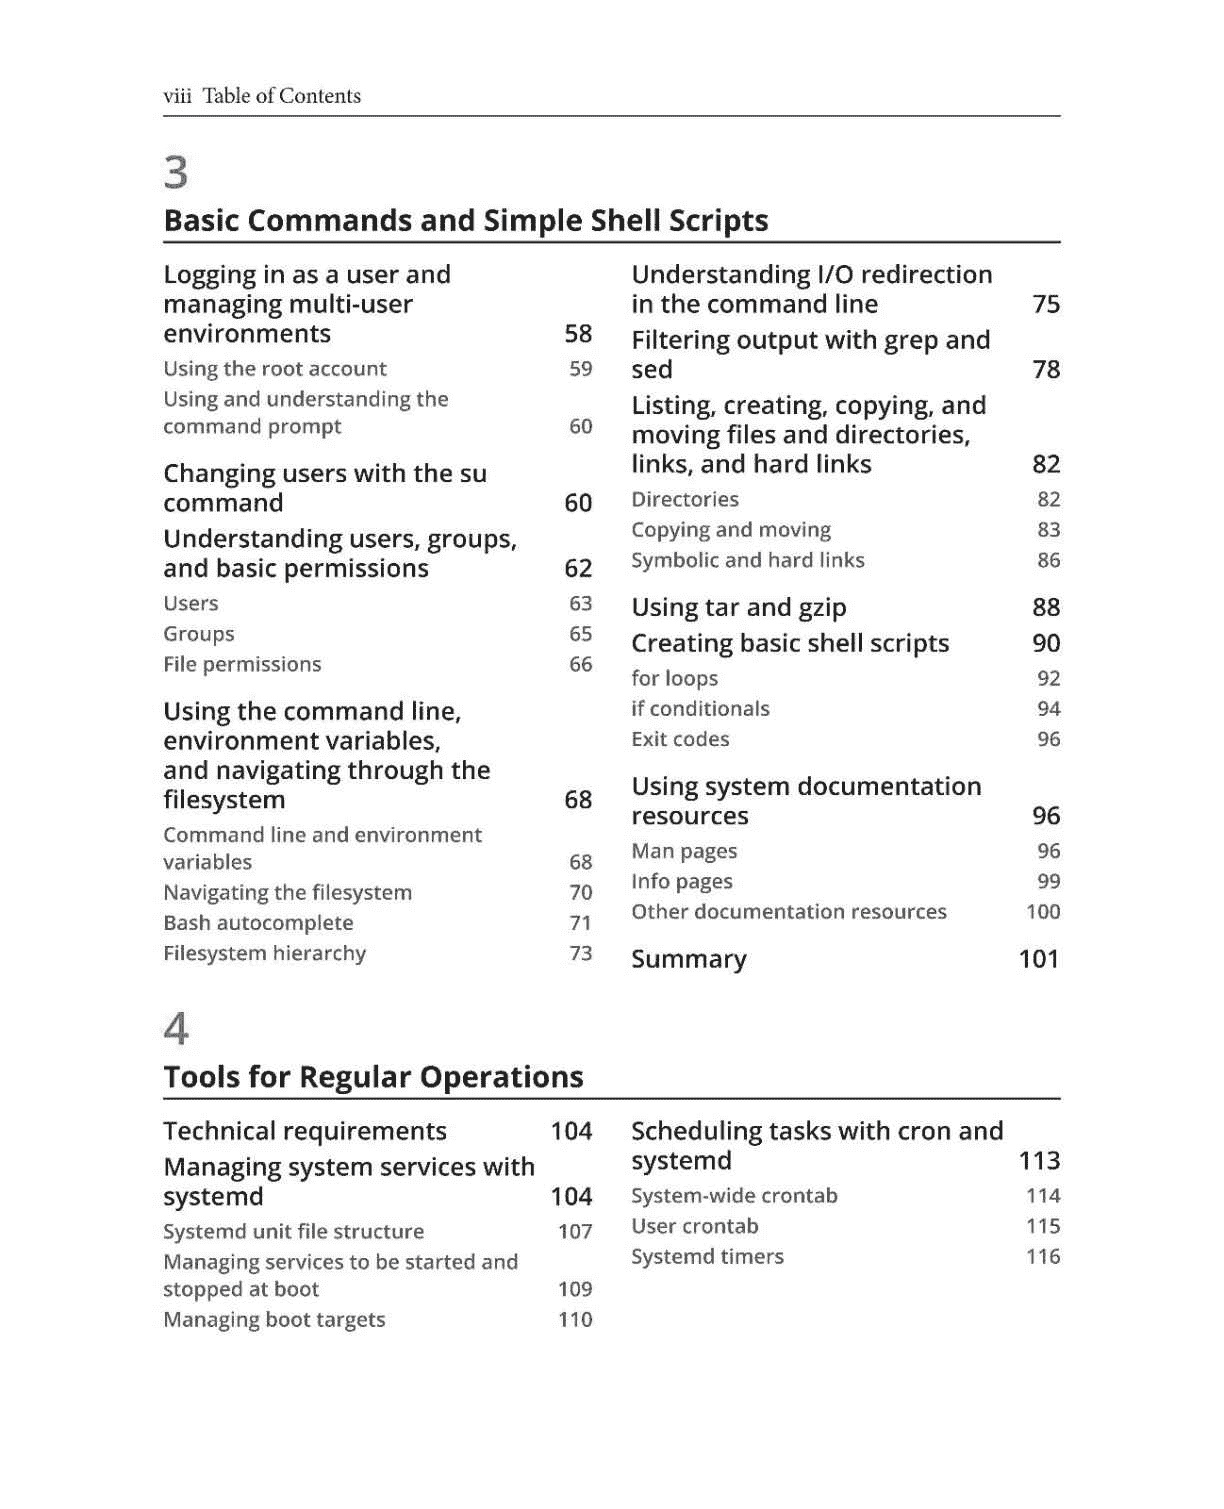 viii Table of Contents
3
Basic Commands and Simple Shell Scripts
Logging in as a user and
managing multi-user
environments 58
Using the root account 59
Using and understanding the
command prompt 60
Changing users with the su
command 60
Understanding users, groups,
and basic permissions 62
Users 63
Groups 65
File permissions 66
Using the command line,
environment variables,
and navigating through the
filesystem 68
Command line and environment
variables 68
Navigating the filesystem 70
Bash autocomplete 71
Filesystem hierarchy 73
Understanding I/O redirection
in the command line 75
Filtering output with grep and
sed 78
Listing, creating, copying, and
moving files and directories,
links, and hard links 82
Directories 82
Copying and moving 83
Symbolic and hard links 86
Using tar and gzip 88
Creating basic shell scripts 90
for loops 92
if conditionals 94
Exit codes 96
Using system documentation
resources 96
Man pages 96
Info pages 99
Other documentation resources 100
Summary 101
4
Tools for Regular Operations
Technical requirements 104
Managing system services with
systemd 104
Systemd unit file structure 107
Managing services to be started and
stopped at boot 109
Managing boot targets 110
Scheduling tasks with cron and
systemd 113
System-wide crontab 114
User crontab 115
Systemd timers 116